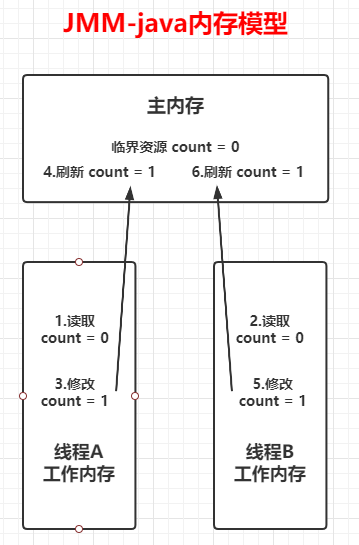 JMM-java内存模型
主内存
临界资源 count = 0
4.刷新 count = 1
6.刷新 count = 1
1.读取
count = 0
3.修改
count = 1
线程A
工作内存
2.读取
count = 0
5.修改
count = 1
线程B
工作内存